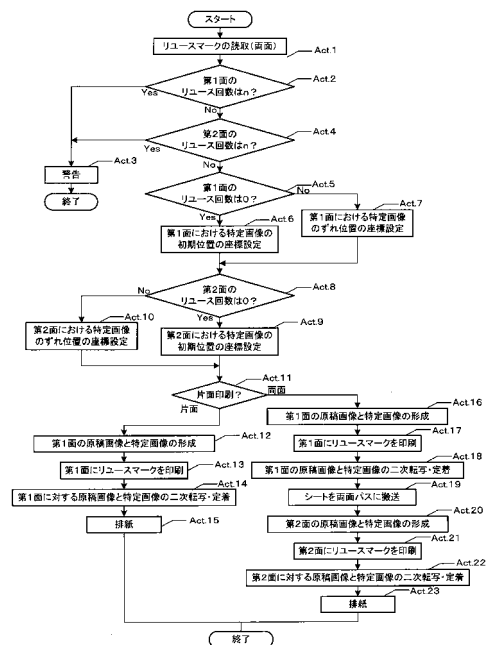 スタート
リユースマークの読取(両面)
Act.1
第1面の
リユース回数はn?
Act.2
Yes
No
第2面の
リユース回数はn?
Act.4
Yes
No
警告
Act.3
終了
第1面の
リユース回数は0?
Act.5
No
Yes
Act.6
第1面における特定画像の
初期位置の座標設定
Act.7
第1面における特定画像
のずれ位置の座標設定
第2面の
リユース回数は0?
Act.8
No
Yes
Act.10
第2面における特定画像
のずれ位置の座標設定
Act.9
第2面における特定画像の
初期位置の座標設定
片面印刷?
Act.11
両面
片面
Act.12
第1面の原稿画像と特定画像の形成
Act.13
第1面にリユースマークを印刷
Act.14
第1面に対する原稿画像と特定画像の二次転写・定着
排紙
Act.15
Act.16
第1面の原稿画像と特定画像の形成
Act.17
第1面にリユースマークを印刷
Act.18
第1面の原稿画像と特定画像の二次転写・定着
Act.19
シートを両面パスに搬送
Act.20
第2面の原稿画像と特定画像の形成
Act.21
第2面にリユースマークを印刷
Act.22
第2面に対する原稿画像と特定画像の二次転写・定着
Act.23
排紙
終了